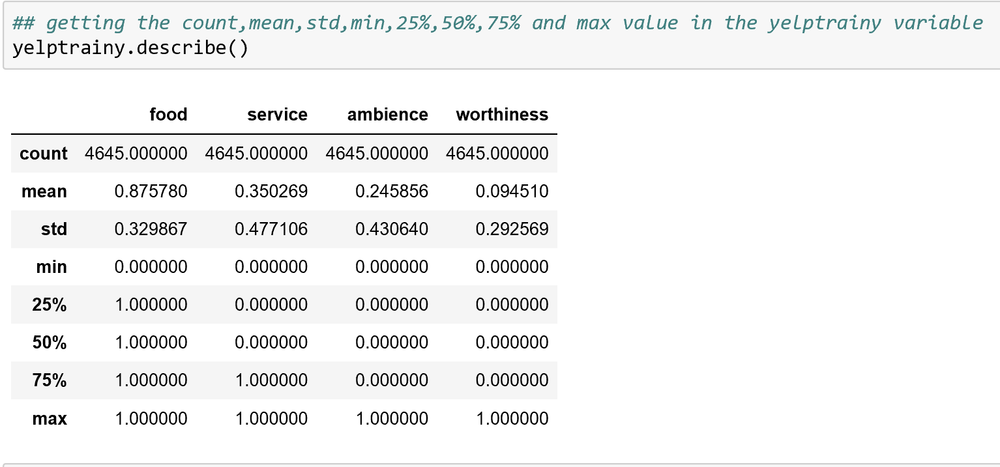 ## getting the count,mean,std,min,25%,50%,75% and max value in the yelptrainy variable
yelptrainy.describe()
food service ambience worthiness
count 4645.000000 4645.000000 4645.000000 4645.000000
mean 0.875780 0.350269 0.245856 0.094510
std 0.329867 0.477106 0.430640 0.292569
min 0.000000 0.000000 0.000000 0.000000
25% 1.000000 0.000000 0.000000 0.000000
50% 1.000000 0.000000 0.000000 0.000000
75% 1.000000 1.000000 0.000000 0.000000
max 1.000000 1.000000 1.000000 1.000000